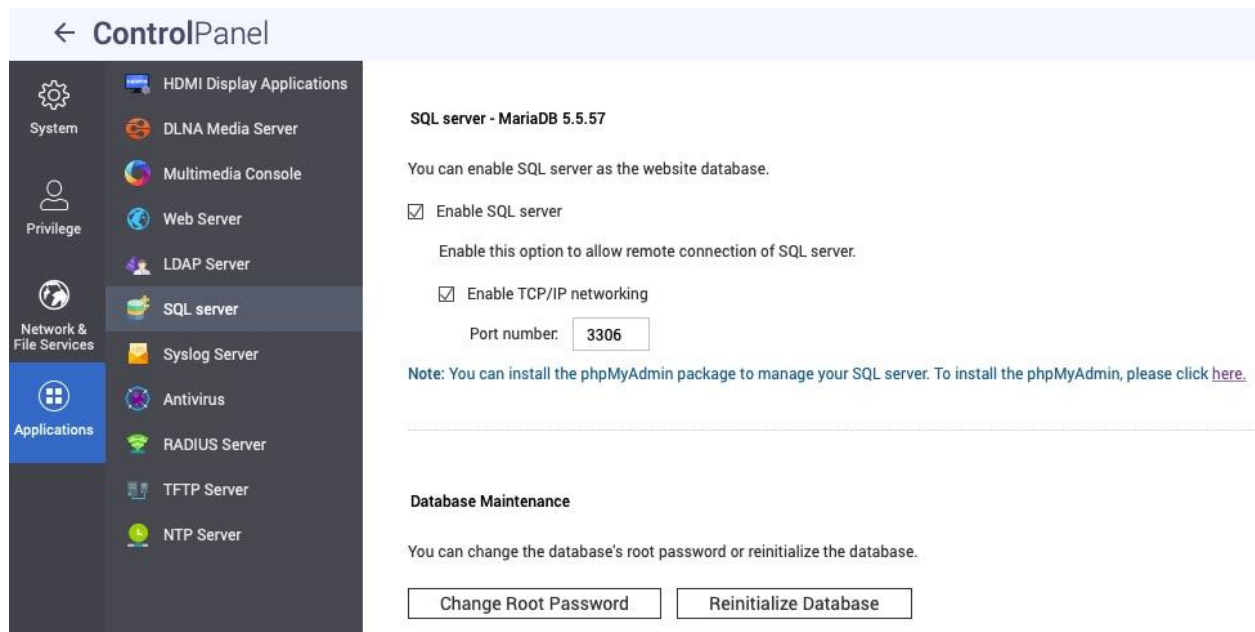 ← ControlPanel
System
Privilege
Network &
File Services
Applications
HDMI Display Applications
DLNA Media Server
Multimedia Console
Web Server
LDAP Server
SQL server
Syslog Server
Antivirus
RADIUS Server
TFTP Server
NTP Server
SQL server - MariaDB 5.5.57
You can enable SQL server as the website database.
Enable SQL server
Enable this option to allow remote connection of SQL server.
Enable TCP/IP networking
Port number: 3306
Note: You can install the phpMyAdmin package to manage your SQL server. To install the phpMyAdmin, please click here.
Database Maintenance
You can change the database's root password or reinitialize the database.
Change Root Password Reinitialize Database